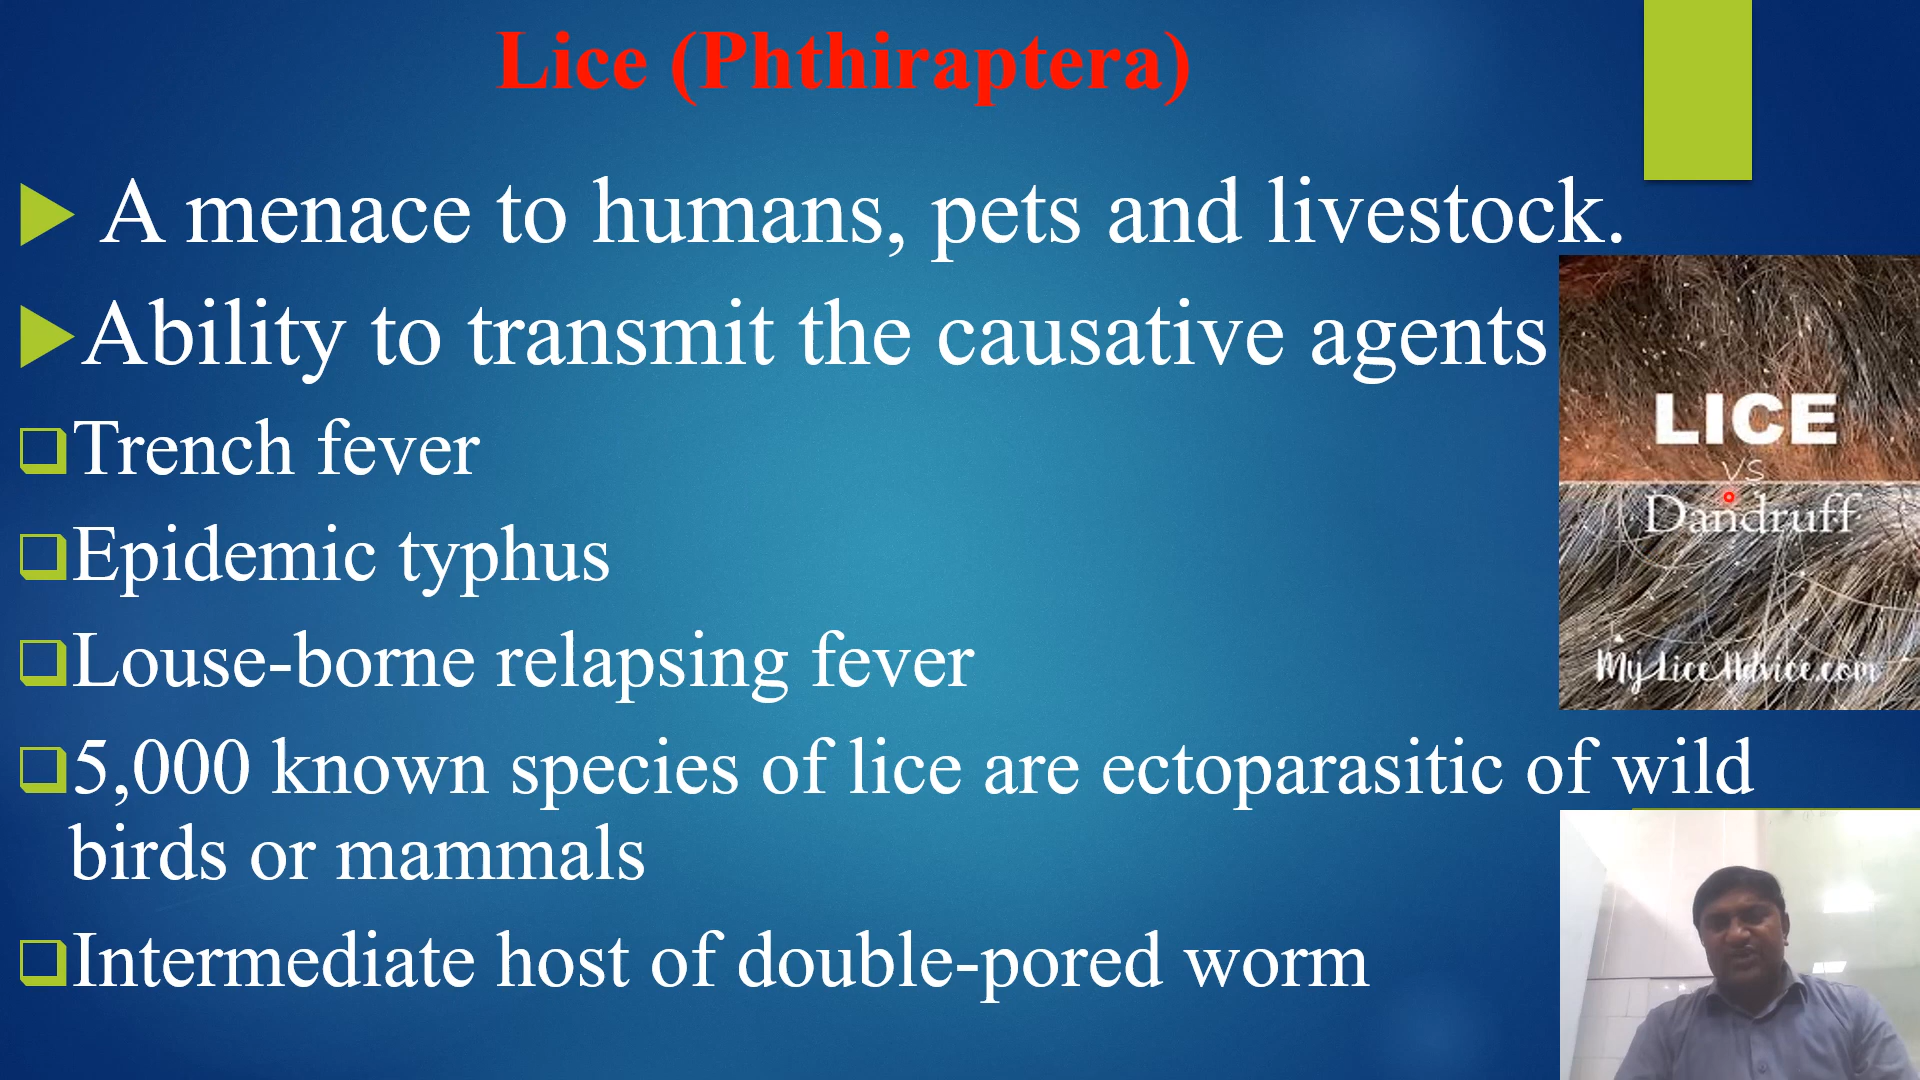 Lice (Phthiraptera)
A menace to humans, pets and livestock.
Ability to transmit the causative agents
Trench fever
Epidemic typhus
Louse-borne relapsing fever
5,000 known species of lice are ectoparasitic of wild
birds or mammals
Intermediate host of double-pored worm
LICE
VS
Dandruff
MyLiceAdvice.com